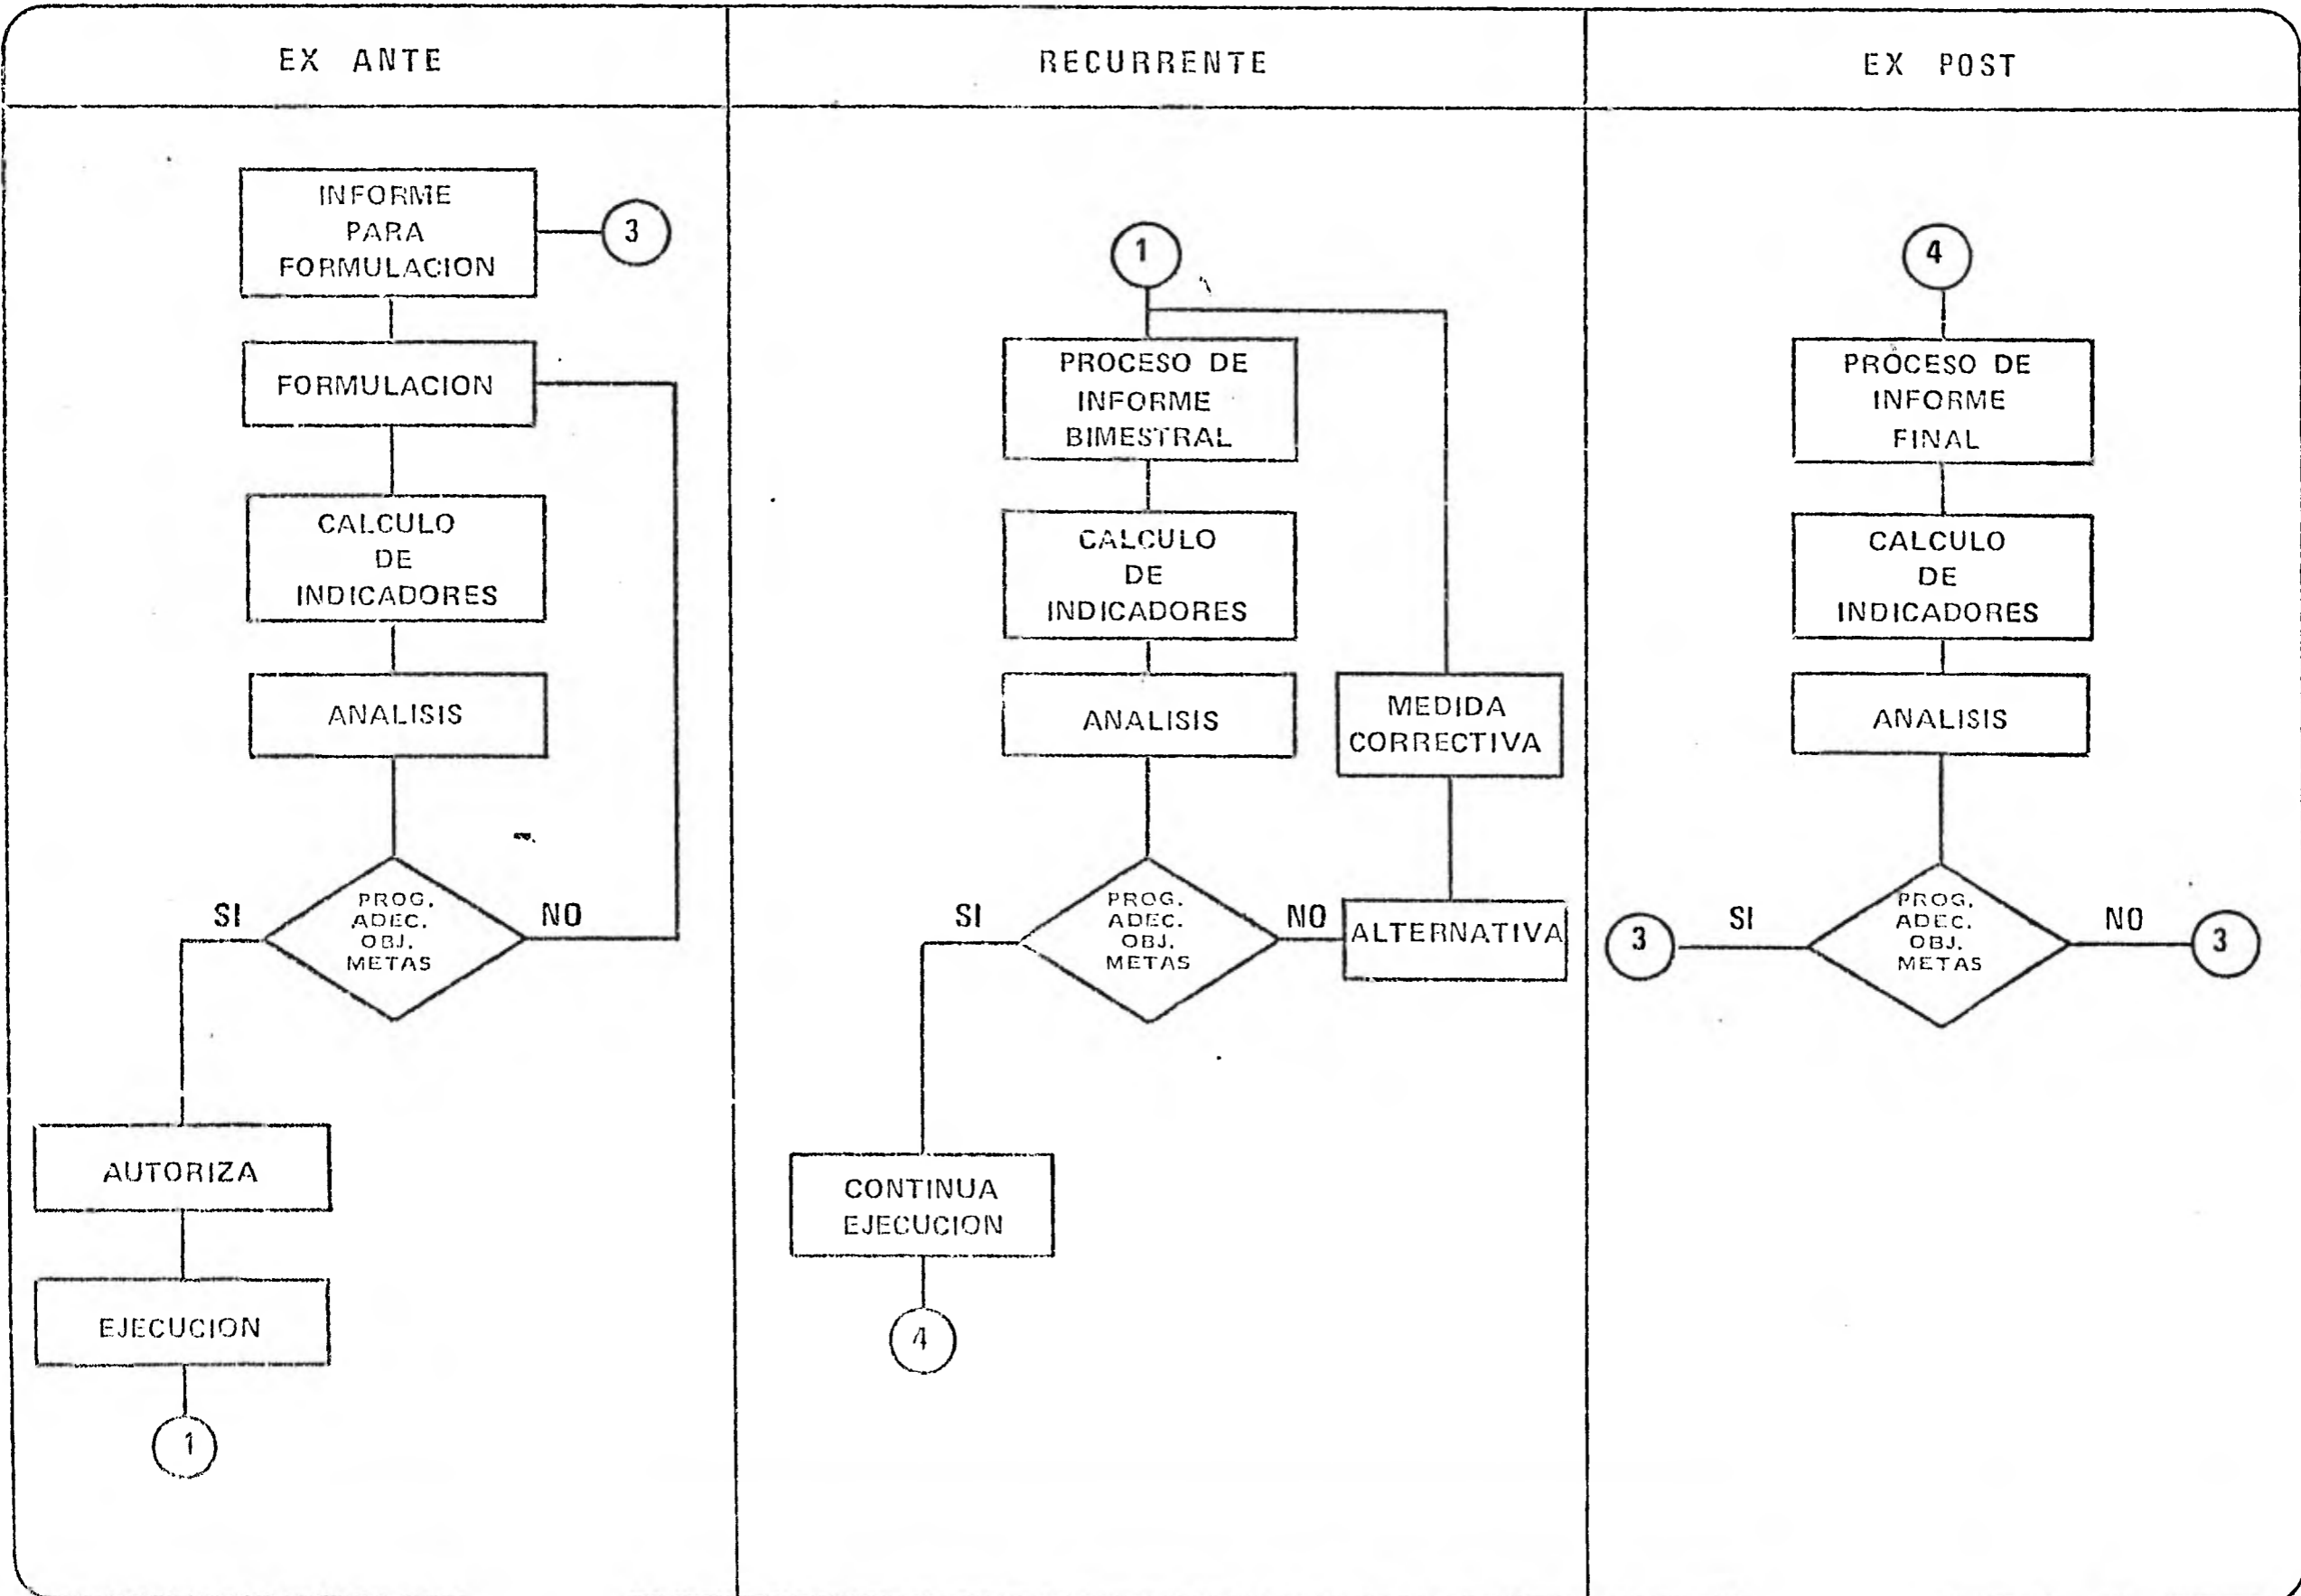 EX ANTE
RECURRENTE
EX POST
INFORME
PARA
FORMULACION
3
FORMULACION
CALCULO
DE
INDICADORES
ANALISIS
SI
PROG.
ADEC.
OBJ.
METAS
NO
AUTORIZA
EJECUCION
1
1
PROCESO DE
INFORME
BIMESTRAL
CALCULO
DE
INDICADORES
ANALISIS
MEDIDA
CORRECTIVA
SI
PROG.
ADEC.
OBJ.
METAS
NO
ALTERNATIVA
CONTINUA
EJECUCION
4
4
PROCESO DE
INFORME
FINAL
CALCULO
DE
INDICADORES
ANALISIS
3
SI
PROG.
ADEC.
OBJ.
METAS
NO
3